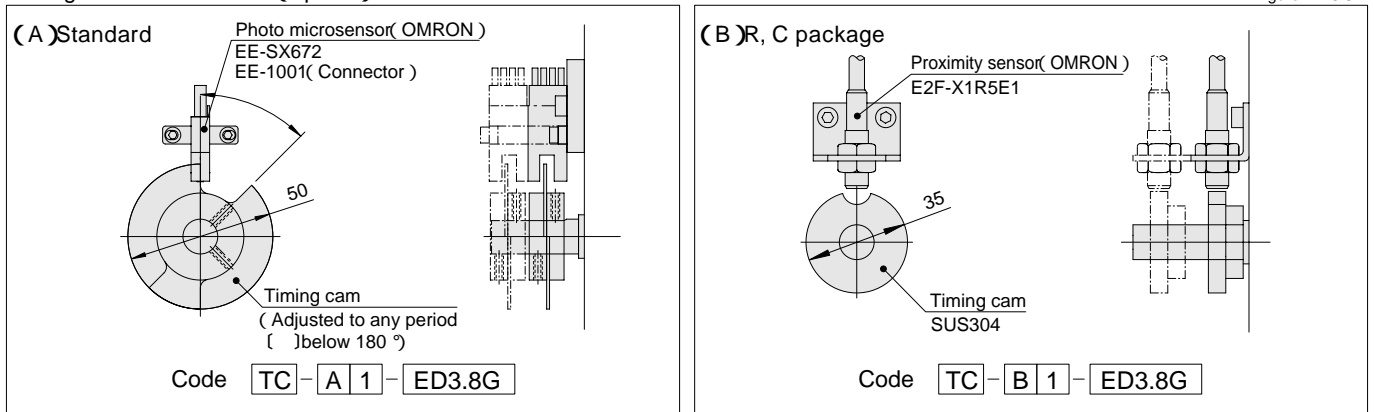 (A)Standard
Photo microsensor( OMRON )
EE-SX672
EE-1001( Connector )
50
Timing cam
( Adjusted to any period
[ ]below 180 °)
Code TC - A 1 - ED3.8G
(B)R, C package
Proximity sensor( OMRON )
E2F-X1R5E1
35
Timing cam
SUS304
Code TC - B 1 - ED3.8G